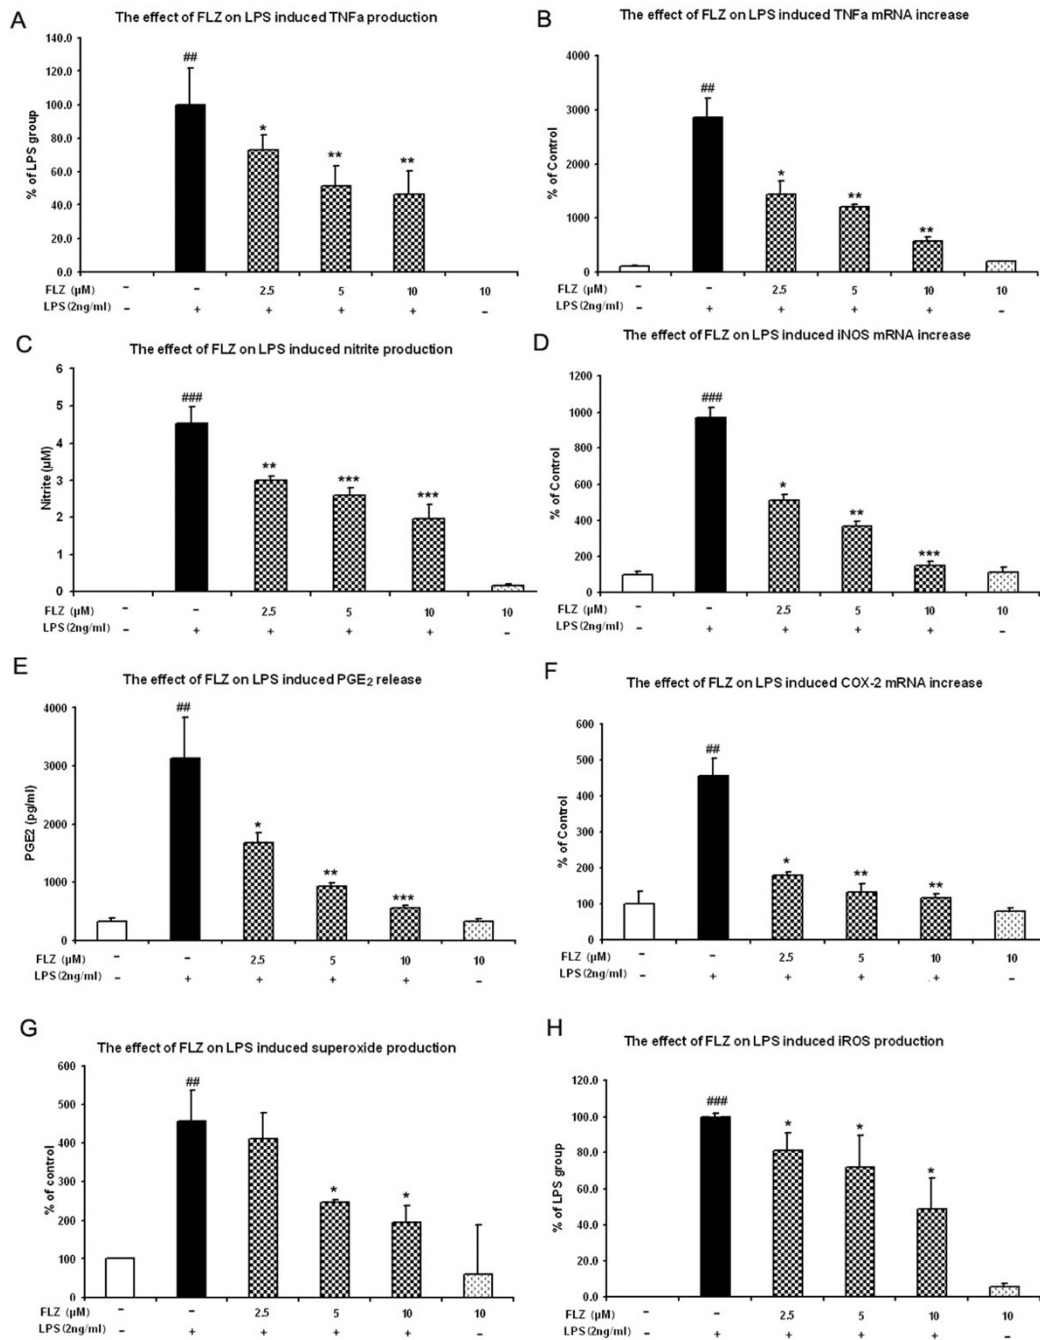 A
The effect of FLZ on LPS induced TNFa production
% of LPS group
140.0
120.0
100.0
80.0
60.0
40.0
20.0
0.0
##
*
**
**
FLZ (μM) – – 2.5 5 10 10
LPS(2ng/ml) – + + + + –
B
The effect of FLZ on LPS induced TNFa mRNA increase
% of Control
4000
3000
2000
1000
0
##
*
**
**
FLZ (μM) – – 2.5 5 10 10
LPS(2ng/ml) – + + + + –
C
The effect of FLZ on LPS induced nitrite production
Nitrite (μM)
6
5
4
3
2
1
0
###
**
***
***
FLZ (μM) – – 2.5 5 10 10
LPS(2ng/ml) – + + + + –
D
The effect of FLZ on LPS induced iNOS mRNA increase
% of Control
1200
1000
800
600
400
200
0
###
*
**
***
FLZ (μM) – – 2.5 5 10 10
LPS(2ng/ml) – + + + + –
E
The effect of FLZ on LPS induced PGE₂ release
PGE2 (pg/ml)
4000
3000
2000
1000
0
##
*
**
***
FLZ (μM) – – 2.5 5 10 10
LPS(2ng/ml) – + + + + –
F
The effect of FLZ on LPS induced COX-2 mRNA increase
% of Control
600
500
400
300
200
100
0
##
*
**
**
FLZ (μM) – – 2.5 5 10 10
LPS(2ng/ml) – + + + + –
G
The effect of FLZ on LPS induced superoxide production
% of control
600
500
400
300
200
100
0
##
*
*
FLZ (μM) – – 2.5 5 10 10
LPS(2ng/ml) – + + + + –
H
The effect of FLZ on LPS induced iROS production
% of LPS group
120.0
100.0
80.0
60.0
40.0
20.0
0.0
###
*
*
*
FLZ (μM) – – 2.5 5 10 10
LPS(2ng/ml) – + + + + –